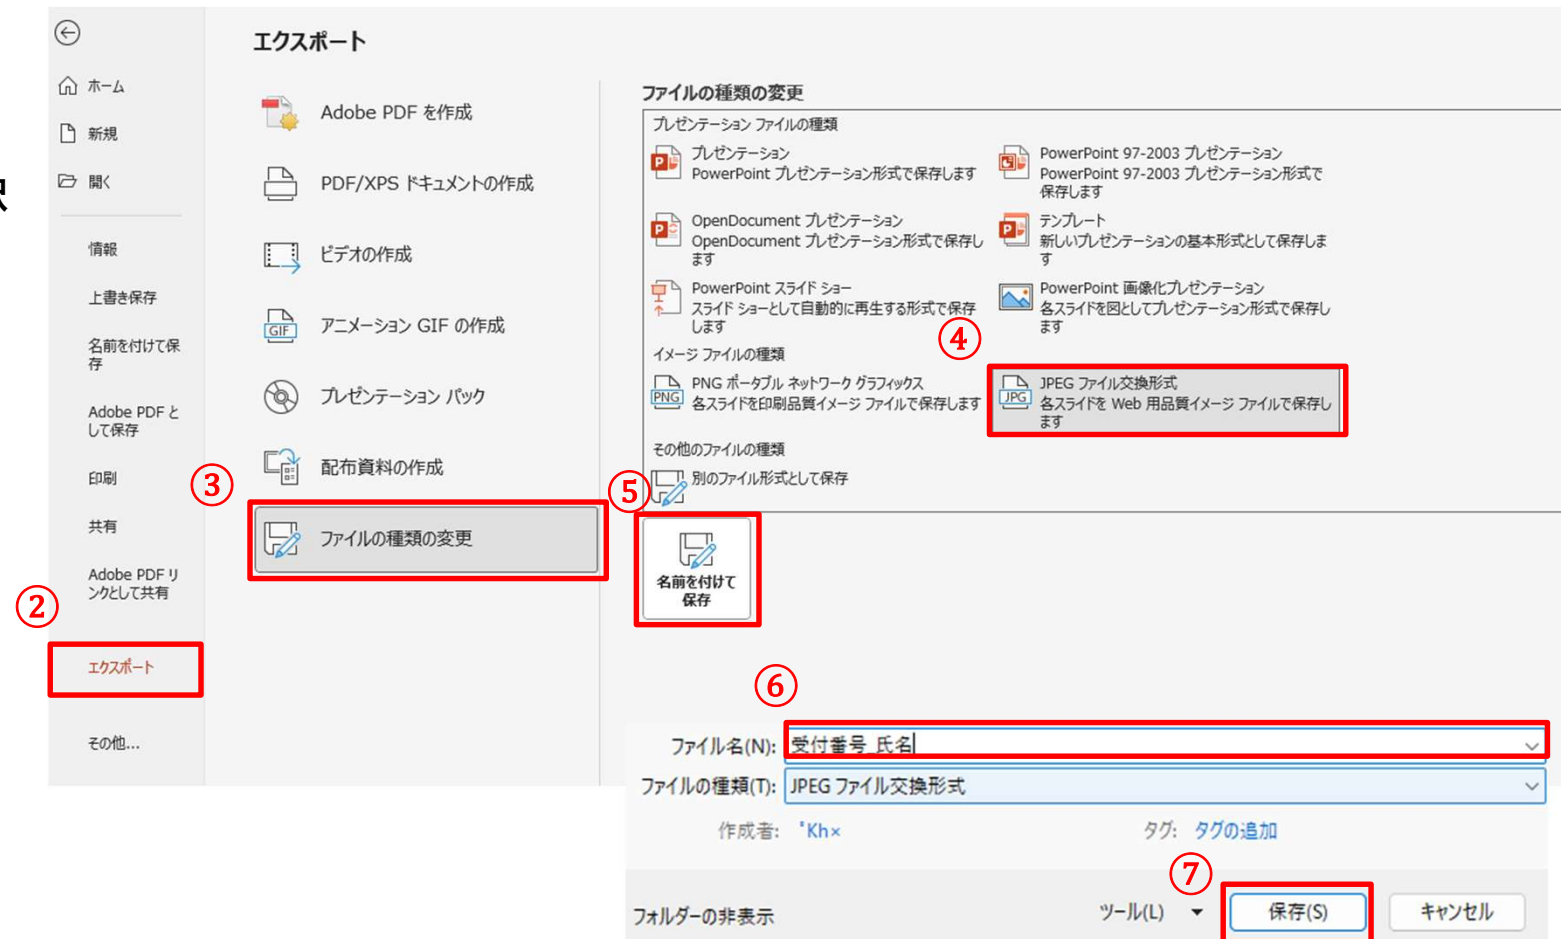 エクスポート
ホーム
新規
開く
情報
上書き保存
名前を付けて保
存
Adobe PDF と
して保存
印刷
共有
Adobe PDF リ
ンクとして共有
②
エクスポート
その他...
Adobe PDF を作成
PDF/XPS ドキュメントの作成
ビデオの作成
アニメーション GIF の作成
GIF
プレゼンテーション パック
配布資料の作成
③
ファイルの種類の変更
ファイルの種類の変更
プレゼンテーション ファイルの種類
プレゼンテーション
PowerPoint プレゼンテーション形式で保存します
PowerPoint 97-2003 プレゼンテーション
PowerPoint 97-2003 プレゼンテーション形式で
保存します
OpenDocument プレゼンテーション
OpenDocument プレゼンテーション形式で保存し
ます
テンプレート
新しいプレゼンテーションの基本形式として保存しま
す
PowerPoint スライド ショー
スライド ショーとして自動的に再生する形式で保存
します
PowerPoint 画像化プレゼンテーション
各スライドを図としてプレゼンテーション形式で保存し
ます
④
イメージ ファイルの種類
PNG
PNG ポータブル ネットワーク グラフィックス
各スライドを印刷品質イメージ ファイルで保存します
JPG
JPEG ファイル交換形式
各スライドを Web 用品質イメージ ファイルで保存し
ます
その他のファイルの種類
別のファイル形式として保存
⑤
名前を付けて
保存
⑥
ファイル名(N): 受付番号_氏名
ファイルの種類(T): JPEG ファイル交換形式
作成者:
タグ: タグの追加
⑦
フォルダーの非表示
ツール(L)
保存(S)
キャンセル